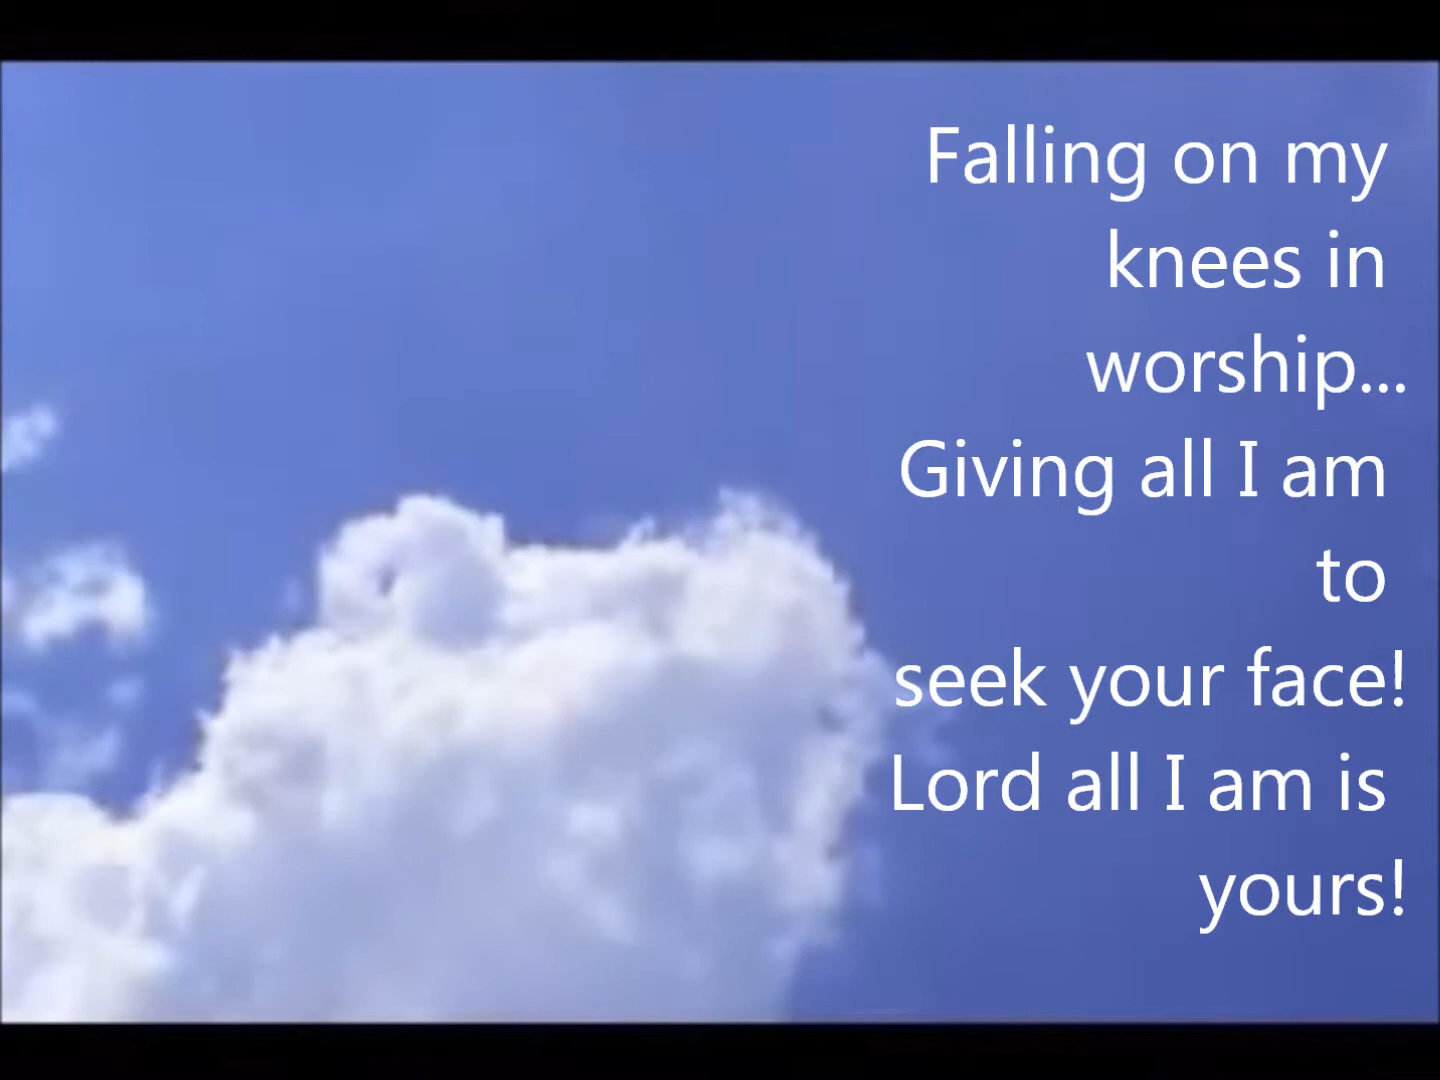 Falling on my
knees in
worship...
Giving all I am
to
seek your face!
Lord all I am is
yours!